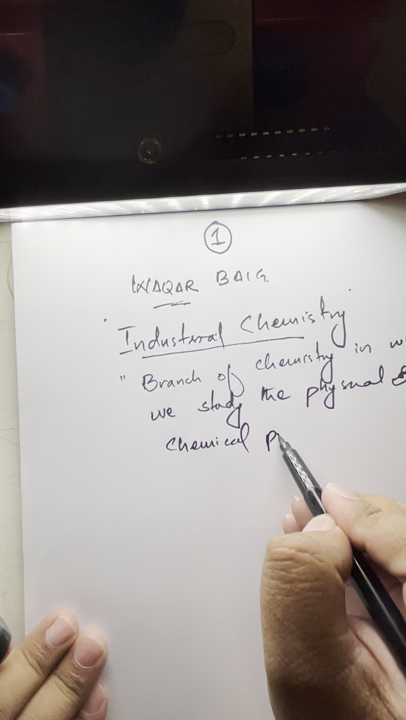 1
WAQAR BAIG
"Industrial Chemistry"
"Branch of chemistry in w
we study the physical &
chemical p